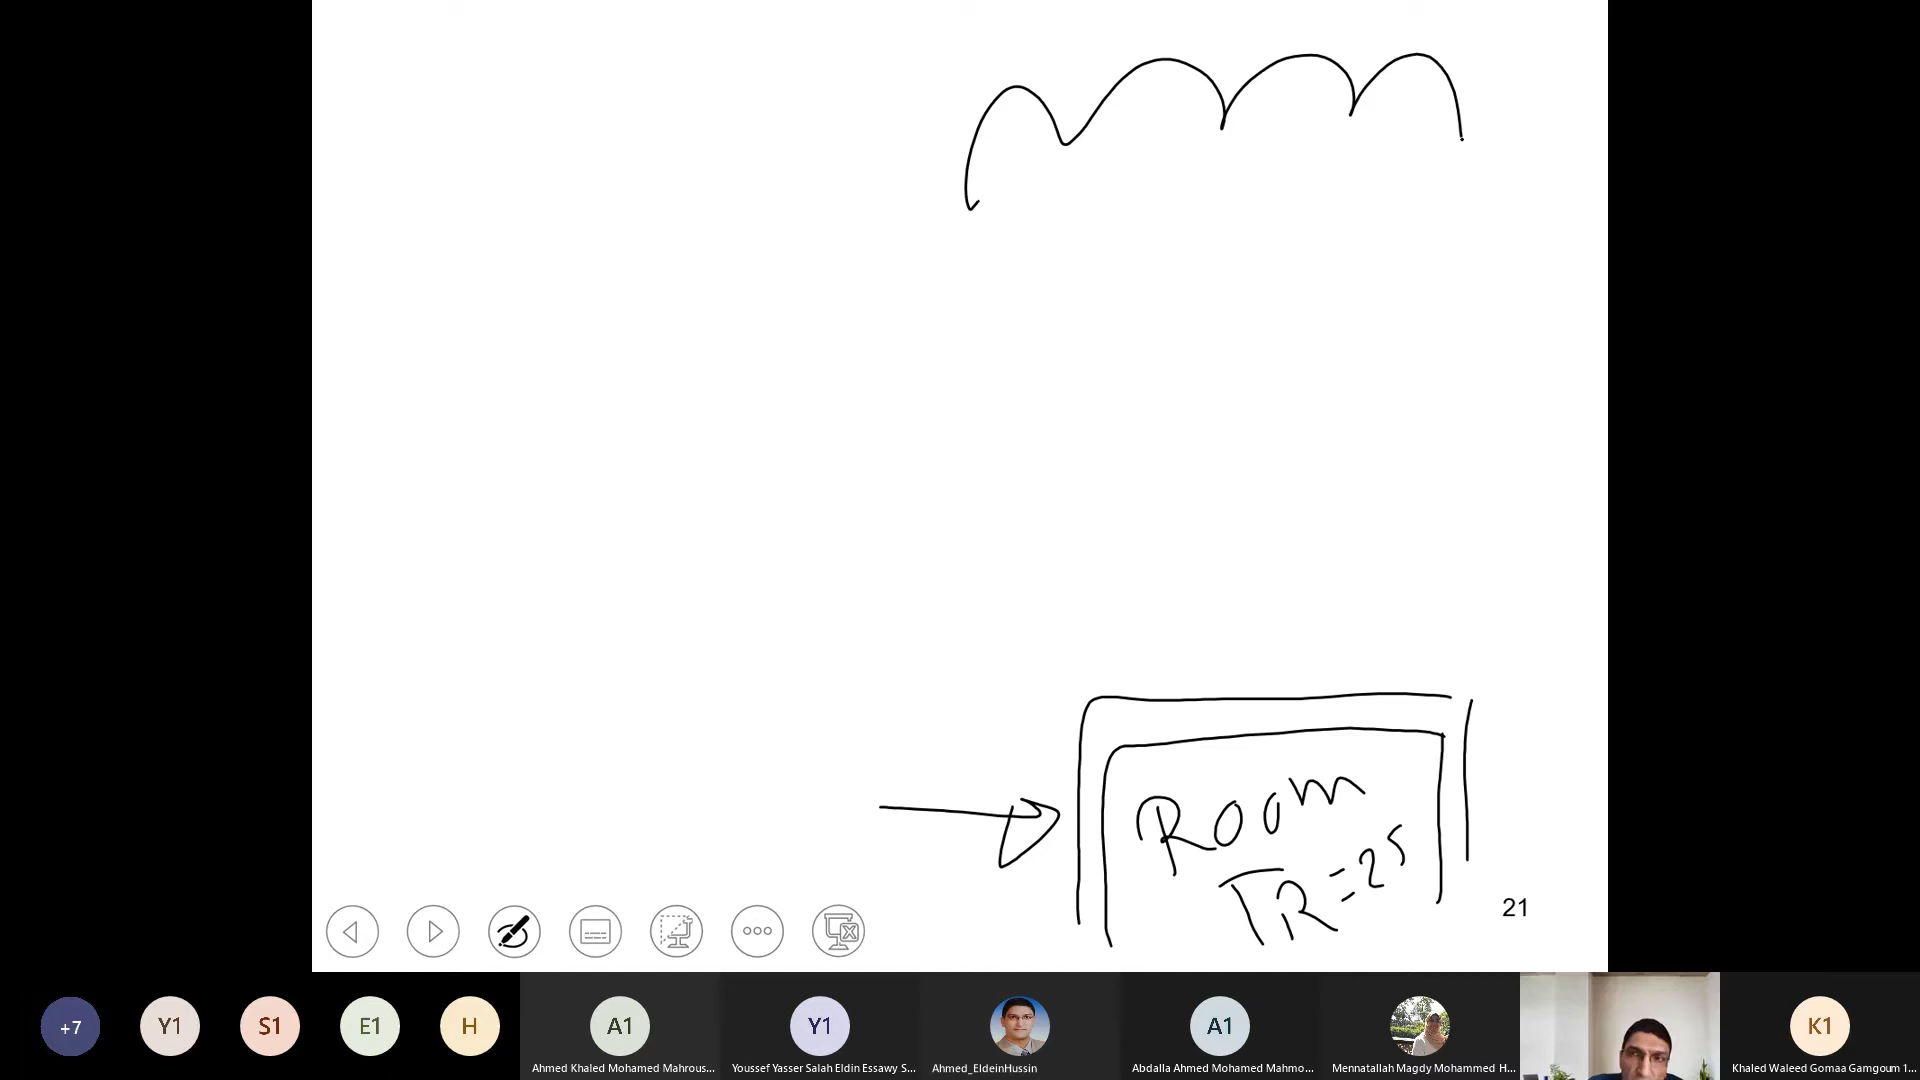 Room
TR=25
21
+7
Y1
S1
E1
H
A1
Y1
A1
K1
Ahmed Khaled Mohamed Mahrous...
Youssef Yasser Salah Eldin Essawy S...
Ahmed_EldeinHussin
Abdalla Ahmed Mohamed Mahmo...
Mennatallah Magdy Mohammed H...
Khaled Waleed Gomaa Gamgoum 1...